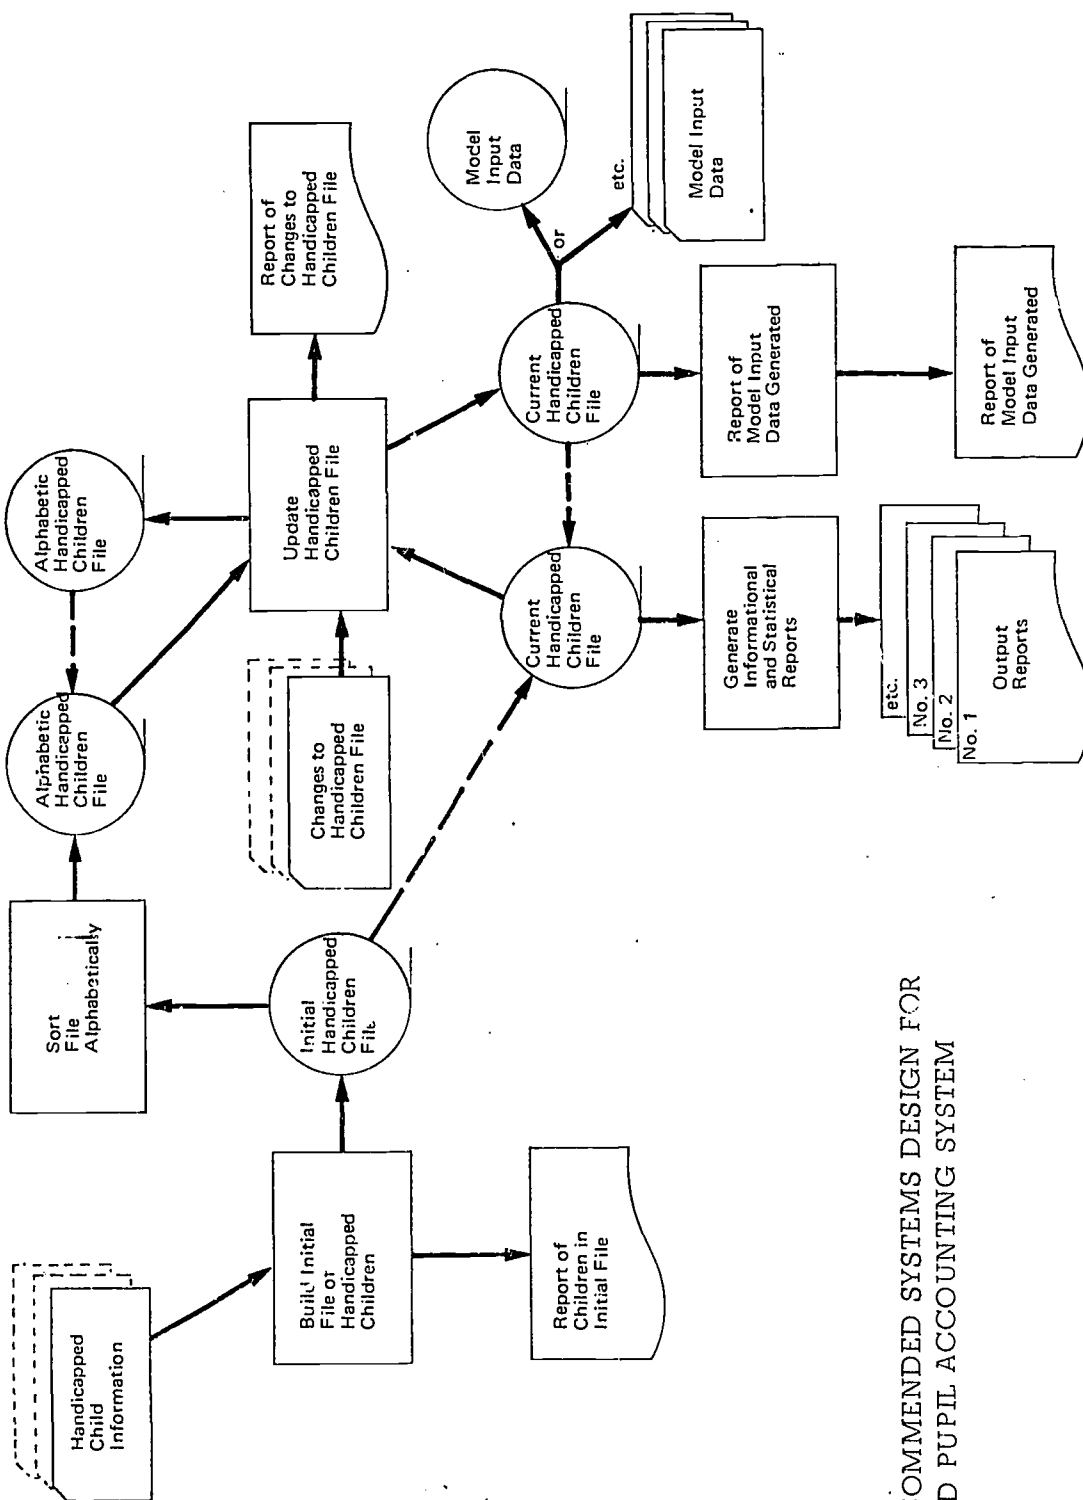 Handicapped
Child
Information
Build Initial
File of
Handicapped
Children
Report of
Children in
Initial File
Sort
File
Alphabetically
Initial
Handicapped
Children
File
Alphabetic
Handicapped
Children
File
Alphabetic
Handicapped
Children
File
Changes to
Handicapped
Children File
Update
Handicapped
Children File
Report of
Changes to
Handicapped
Children File
Current
Handicapped
Children
File
Current
Handicapped
Children
File
or
Model
Input
Data
etc.
Model Input
Data
Generate
Informational
and Statistical
Reports
etc.
No. 3
No. 2
No. 1
Output
Reports
Report of
Model Input
Data Generated
Report of
Model Input
Data Generated
OMMENDED SYSTEMS DESIGN FOR
D PUPIL ACCOUNTING SYSTEM